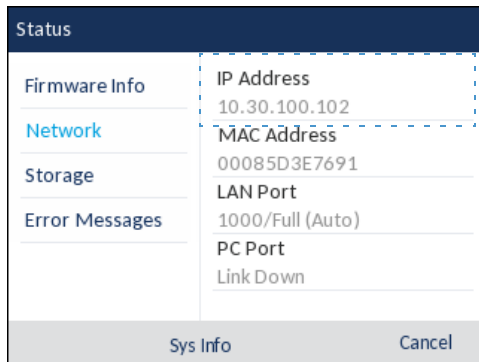 Status
Firmware Info
Network
Storage
Error Messages
IP Address
10.30.100.102
MAC Address
00085D3E7691
LAN Port
1000/Full (Auto)
PC Port
Link Down
Sys Info
Cancel